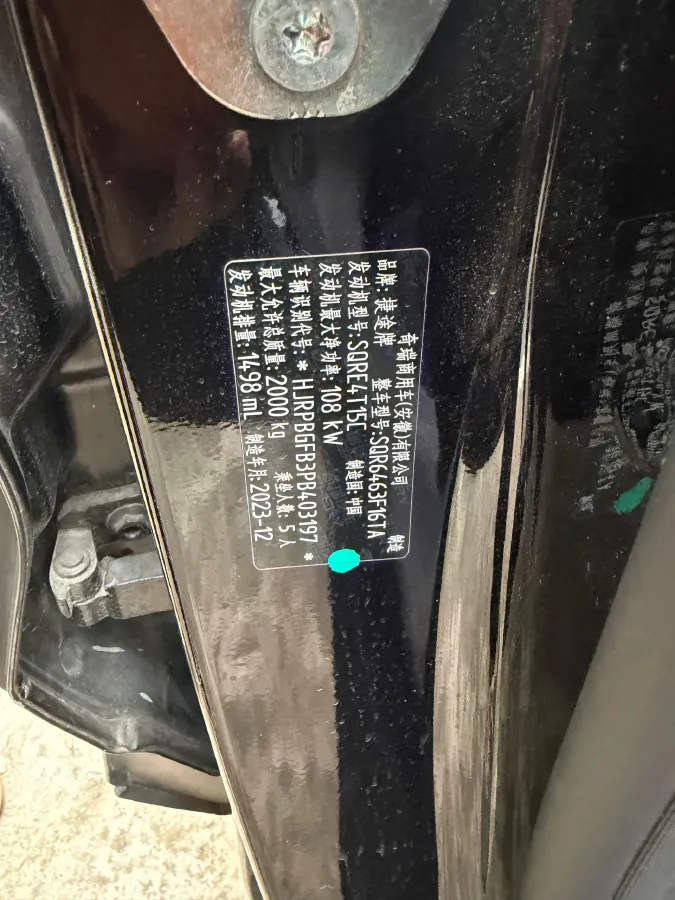 奇瑞商用车(安徽)有限公司 制造
品牌: 捷途牌 整车型号:SQR6463F16TA
发动机型号:SQRE4T15C 制造国:中国
发动机最大净功率: 108 kW
车辆识别代号: * HJRPBGFB3PB403197 *
最大允许总质量: 2000 kg 乘坐人数: 5 人
发动机排量: 1498 mL 制造年月:2023-12